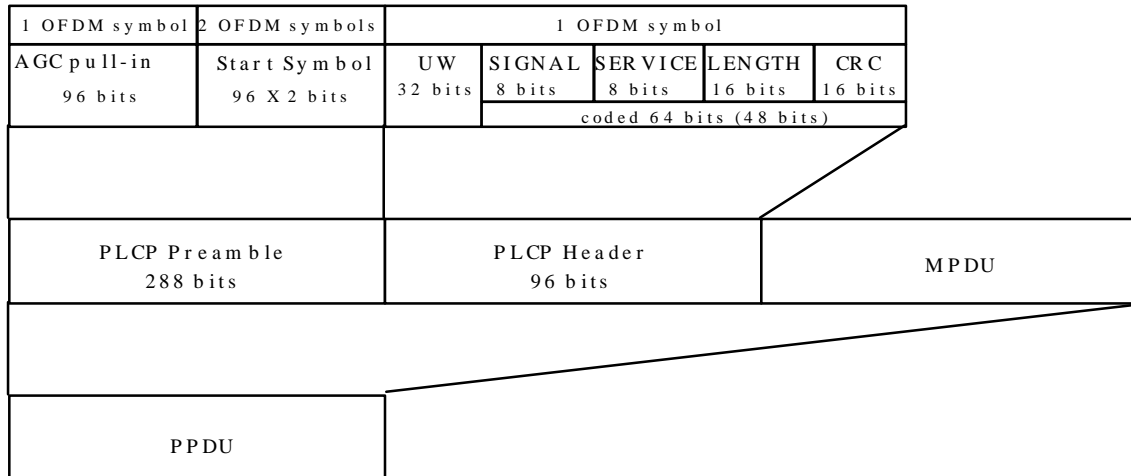 1 OFDM symbol 2 OFDM symbols 1 OFDM symbol
AGC pull-in Start Symbol UW SIGNAL SERVICE LENGTH CRC
96 bits 96 X 2 bits 32 bits 8 bits 8 bits 16 bits 16 bits
coded 64 bits (48 bits)
PLCP Preamble PLCP Header MPDU
288 bits 96 bits
PPDU